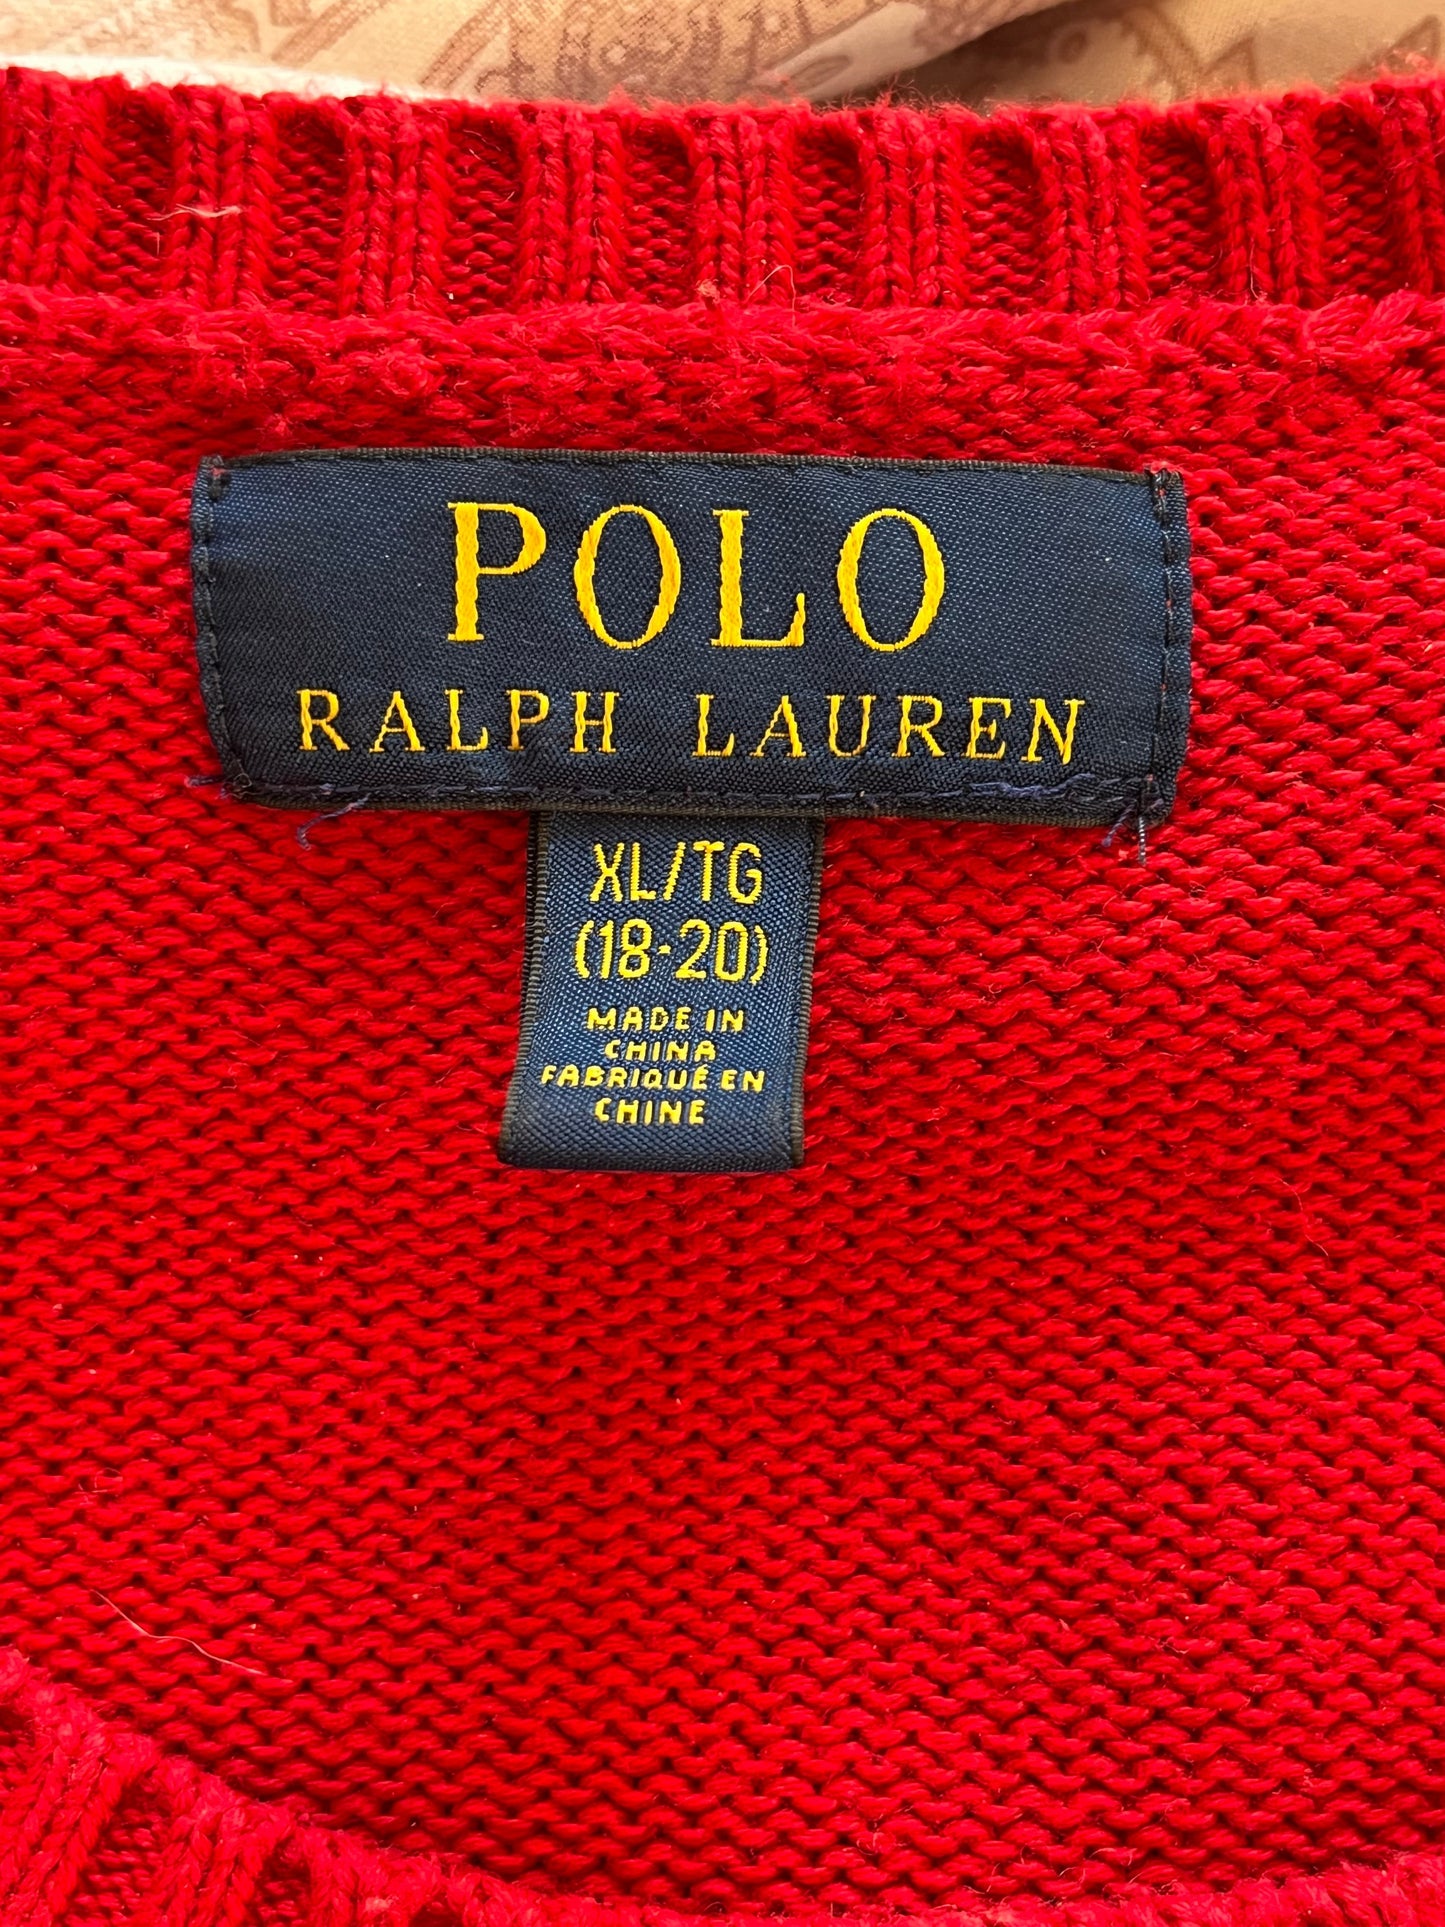 POLO
RALPH LAUREN
XL/TG
(18-20)
MADE IN
CHINA
FABRIQUÉ EN
CHINE